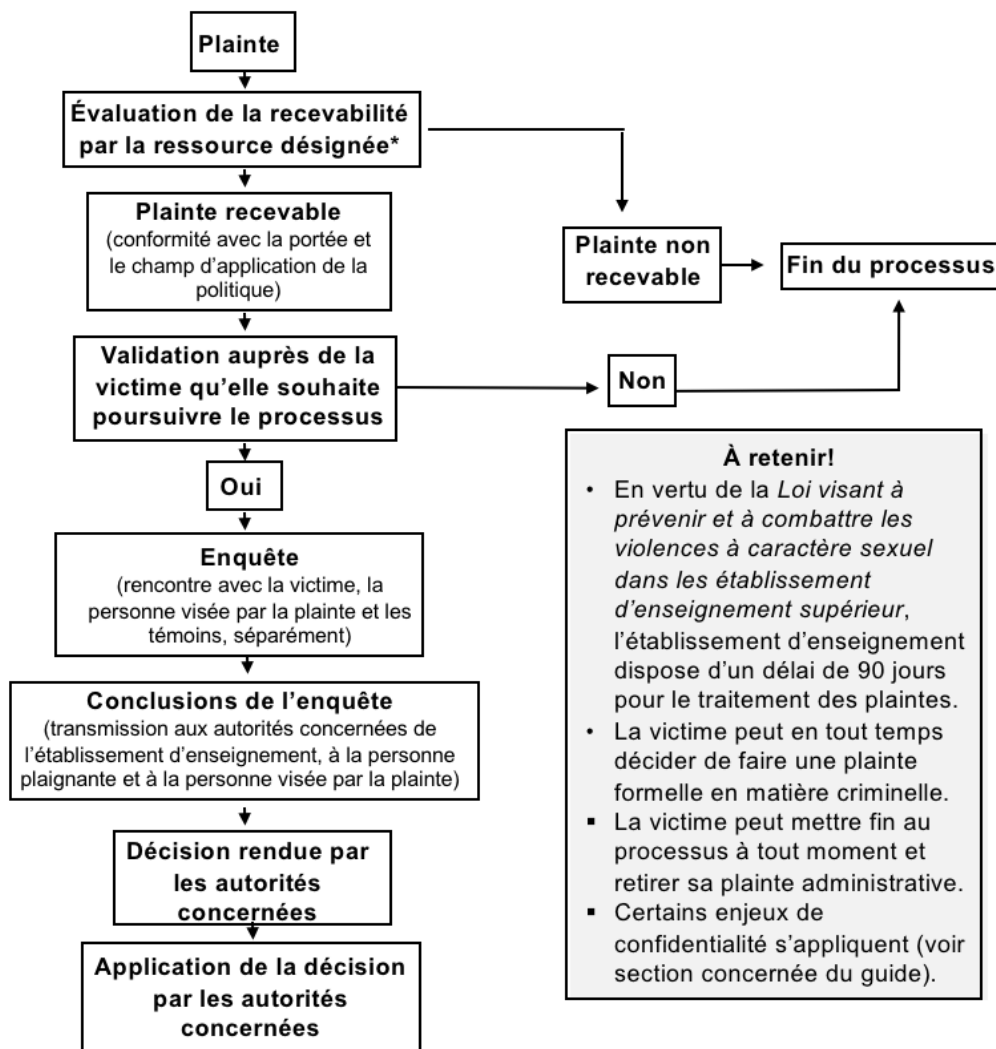 Plainte
Évaluation de la recevabilité
par la ressource désignée*
Plainte recevable
(conformité avec la portée et
le champ d'application de la
politique)
Plainte non
recevable
Fin du processus
Validation auprès de la
victime qu'elle souhaite
poursuivre le processus
Non
Oui
Enquête
(rencontre avec la victime, la
personne visée par la plainte et les
témoins, séparément)
Conclusions de l'enquête
(transmission aux autorités concernées de
l'établissement d'enseignement, à la personne
plaignante et à la personne visée par la plainte)
Décision rendue par
les autorités
concernées
Application de la décision
par les autorités
concernées
À retenir!
• En vertu de la Loi visant à
prévenir et à combattre les
violences à caractère sexuel
dans les établissement
d'enseignement supérieur,
l'établissement d'enseignement
dispose d'un délai de 90 jours
pour le traitement des plaintes.
• La victime peut en tout temps
décider de faire une plainte
formelle en matière criminelle.
▪ La victime peut mettre fin au
processus à tout moment et
retirer sa plainte administrative.
▪ Certains enjeux de
confidentialité s'appliquent (voir
section concernée du guide).